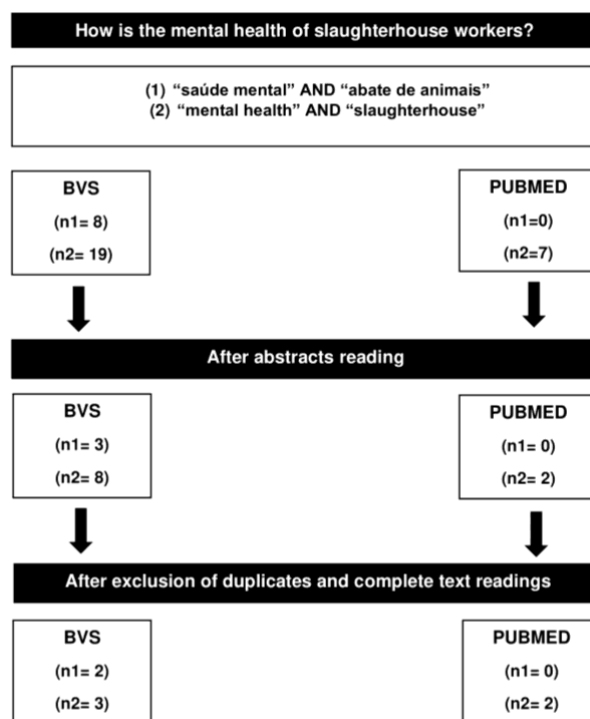 How is the mental health of slaughterhouse workers?
(1) “saúde mental” AND “abate de animais”
(2) “mental health” AND “slaughterhouse”
BVS
(n1= 8)
(n2= 19)
PUBMED
(n1=0)
(n2=7)
After abstracts reading
BVS
(n1= 3)
(n2= 8)
PUBMED
(n1= 0)
(n2= 2)
After exclusion of duplicates and complete text readings
BVS
(n1= 2)
(n2= 3)
PUBMED
(n1= 0)
(n2= 2)